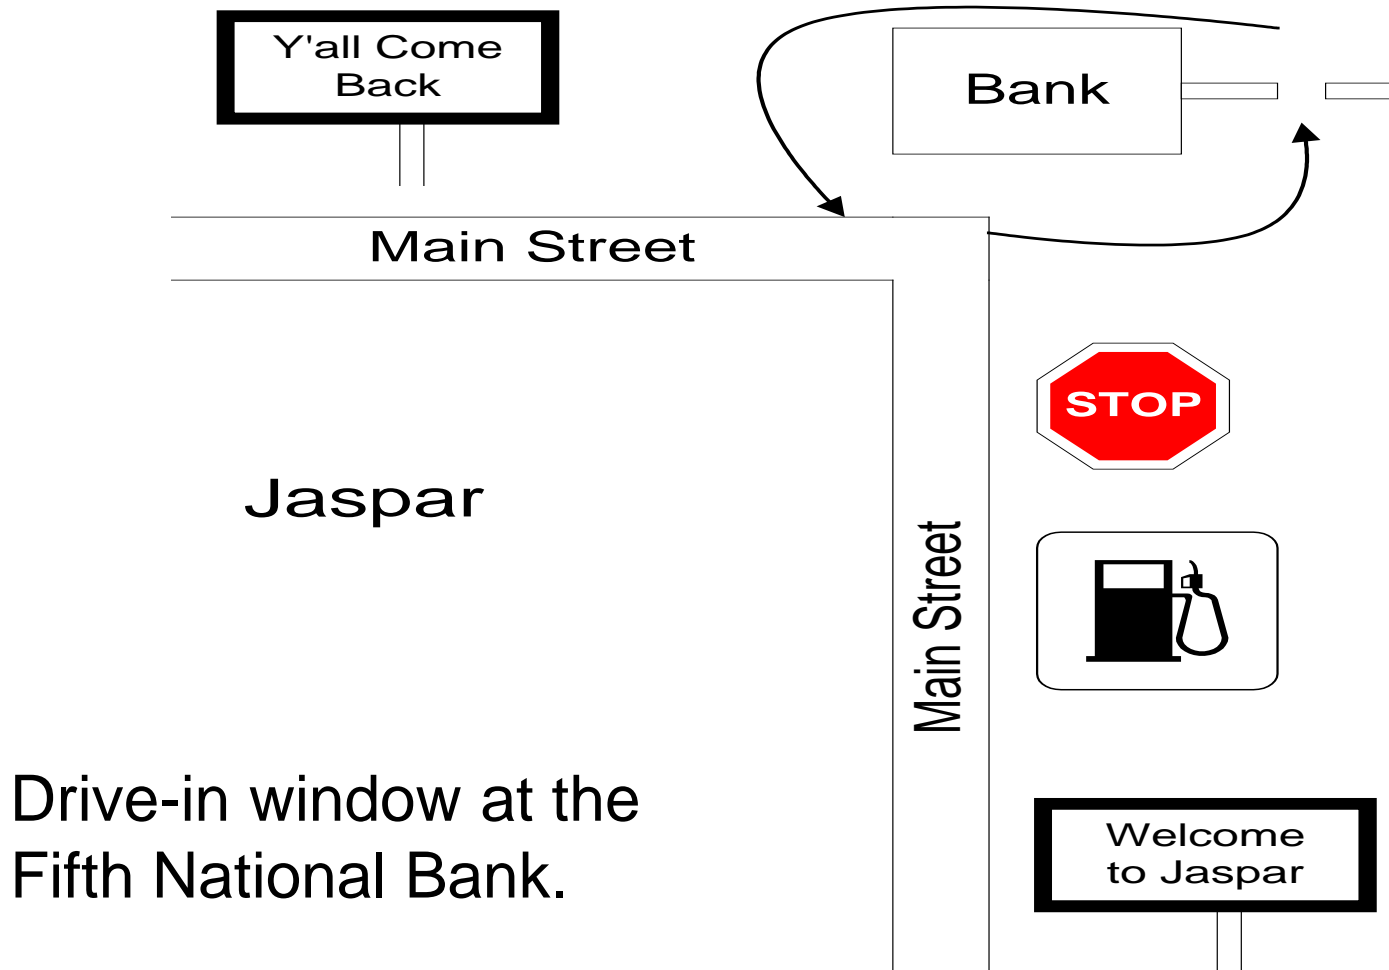 Y'all Come
Back
Bank
Main Street
STOP
Jaspar
Main Street
Drive-in window at the
Fifth National Bank.
Welcome
to Jaspar